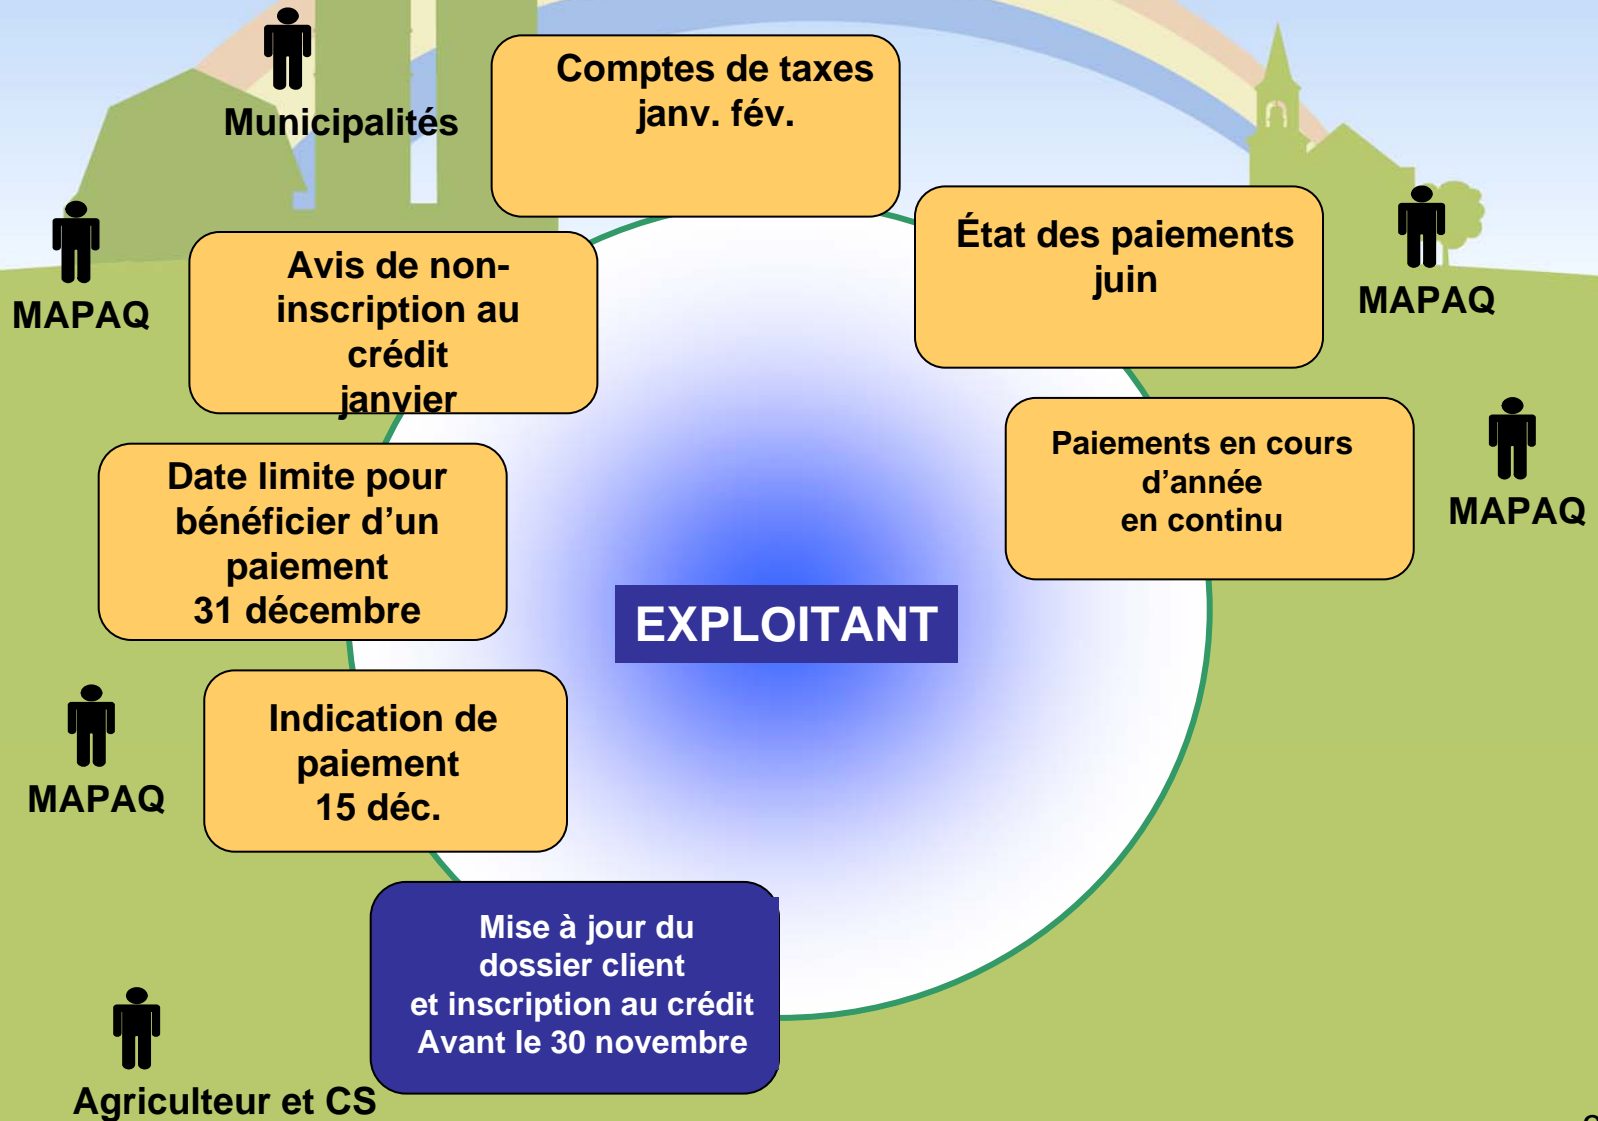 Municipalités
Comptes de taxes
janv. fév.
MAPAQ
Avis de non-
inscription au
crédit
janvier
État des paiements
juin
MAPAQ
Date limite pour
bénéficier d’un
paiement
31 décembre
Paiements en cours
d’année
en continu
MAPAQ
EXPLOITANT
MAPAQ
Indication de
paiement
15 déc.
Mise à jour du
dossier client
et inscription au crédit
Avant le 30 novembre
Agriculteur et CS